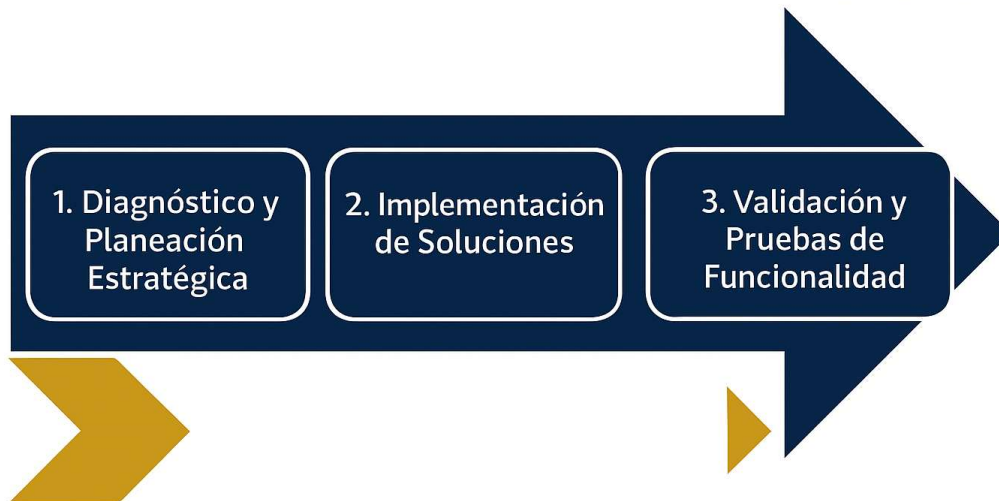 1. Diagnóstico y
Planeación
Estratégica
2. Implementación
de Soluciones
3. Validación y
Pruebas de
Funcionalidad